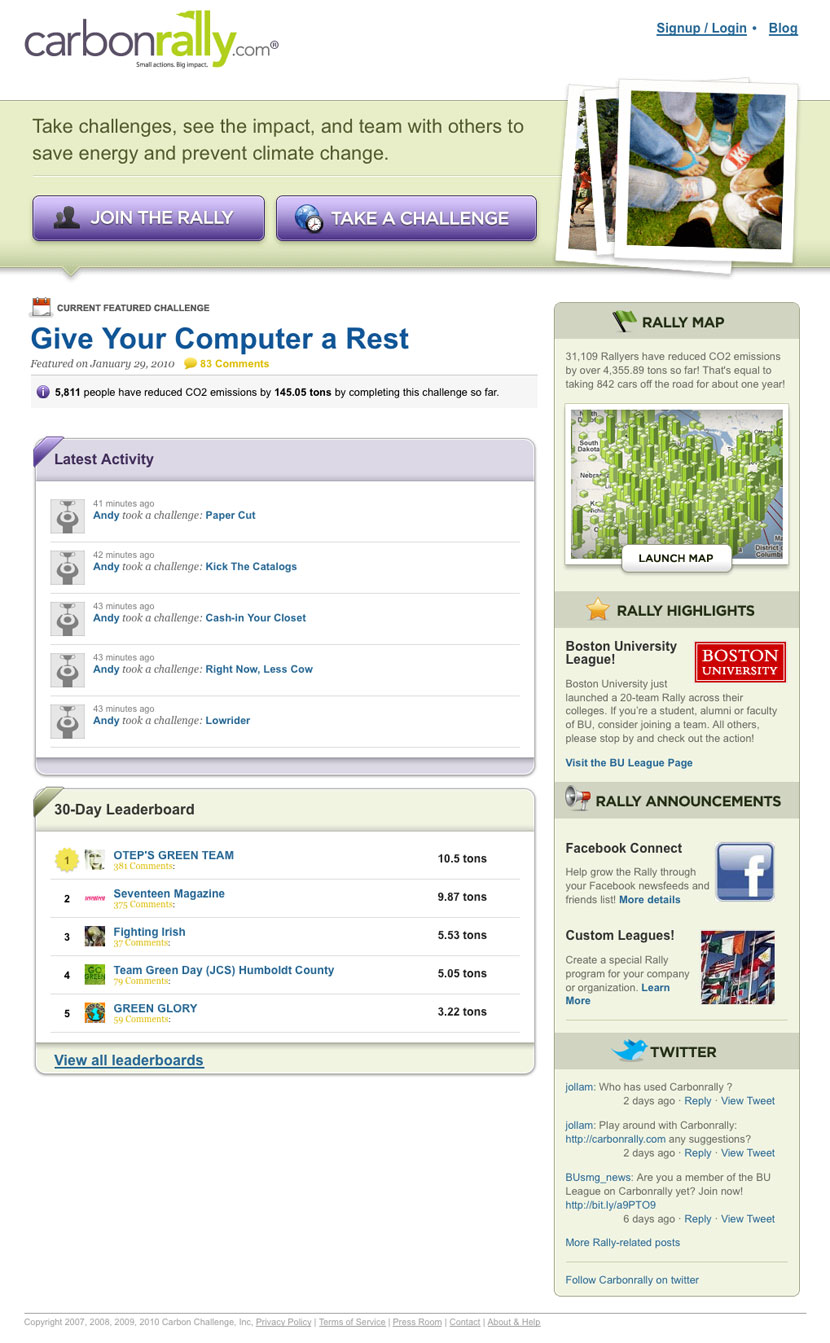 carbonrally.com®
Small actions. Big impact.
Signup / Login • Blog
Take challenges, see the impact, and team with others to
save energy and prevent climate change.
JOIN THE RALLY
TAKE A CHALLENGE
CURRENT FEATURED CHALLENGE
Give Your Computer a Rest
Featured on January 29, 2010 83 Comments
5,811 people have reduced CO2 emissions by 145.05 tons by completing this challenge so far.
Latest Activity
41 minutes ago
Andy took a challenge: Paper Cut
42 minutes ago
Andy took a challenge: Kick The Catalogs
43 minutes ago
Andy took a challenge: Cash-in Your Closet
43 minutes ago
Andy took a challenge: Right Now, Less Cow
43 minutes ago
Andy took a challenge: Lowrider
30-Day Leaderboard
1 OTEP'S GREEN TEAM 10.5 tons
381 Comments:
2 Seventeen Magazine 9.87 tons
375 Comments:
3 Fighting Irish 5.53 tons
37 Comments:
4 GO GREEN Team Green Day (JCS) Humboldt County 5.05 tons
79 Comments:
5 GREEN GLORY 3.22 tons
59 Comments:
View all leaderboards
RALLY MAP
31,109 Rallyers have reduced CO2 emissions
by over 4,355.89 tons so far! That's equal to
taking 842 cars off the road for about one year!
South
Dakota
Nebra
District o
Columbia
LAUNCH MAP
RALLY HIGHLIGHTS
Boston University
League!
BOSTON
UNIVERSITY
Boston University just
launched a 20-team Rally across their
colleges. If you're a student, alumni or faculty
of BU, consider joining a team. All others,
please stop by and check out the action!
Visit the BU League Page
RALLY ANNOUNCEMENTS
Facebook Connect
f
Help grow the Rally through
your Facebook newsfeeds and
friends list! More details
Custom Leagues!
Create a special Rally
program for your company
or organization. Learn
More
TWITTER
jollam: Who has used Carbonrally ?
2 days ago · Reply · View Tweet
jollam: Play around with Carbonrally:
http://carbonrally.com any suggestions?
2 days ago · Reply · View Tweet
BUsmg_news: Are you a member of the BU
League on Carbonrally yet? Join now!
http://bit.ly/a9PTO9
6 days ago · Reply · View Tweet
More Rally-related posts
Follow Carbonrally on twitter
Copyright 2007, 2008, 2009, 2010 Carbon Challenge, Inc, Privacy Policy | Terms of Service | Press Room | Contact | About & Help